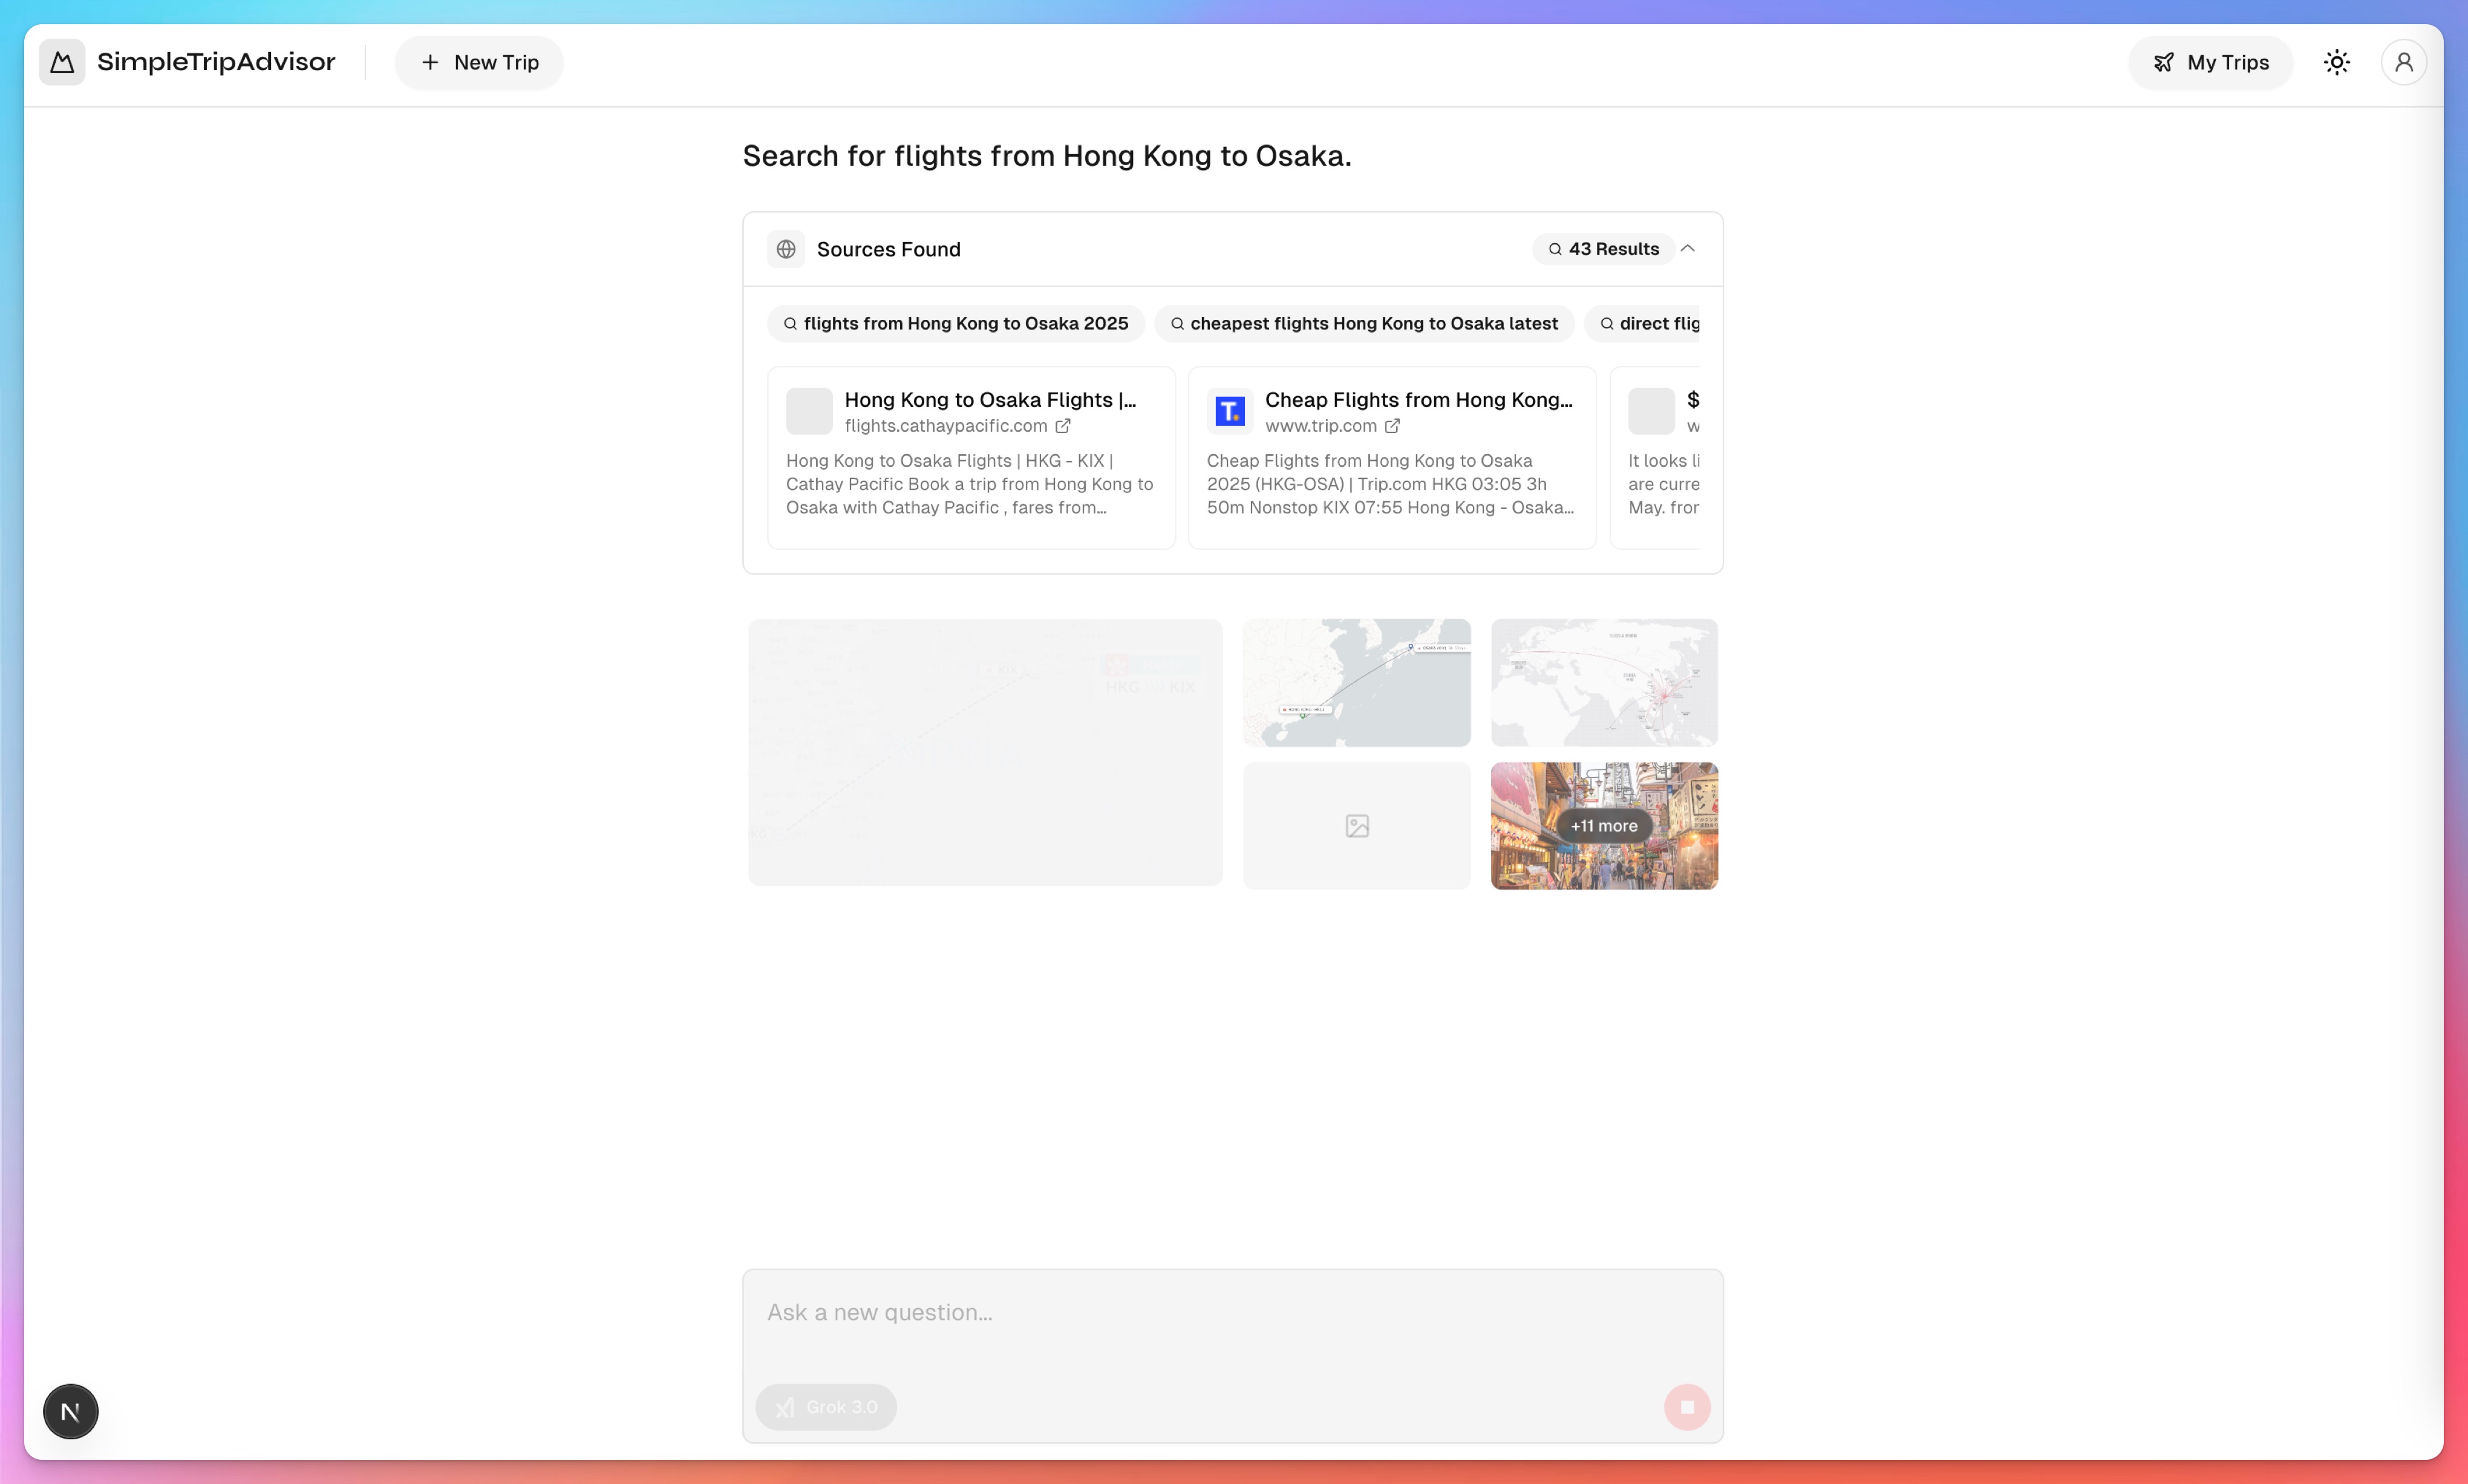 SimpleTripAdvisor
New Trip
My Trips
Search for flights from Hong Kong to Osaka.
Sources Found
43 Results
flights from Hong Kong to Osaka 2025
cheapest flights Hong Kong to Osaka latest
direct flig
Hong Kong to Osaka Flights |...
flights.cathaypacific.com
Hong Kong to Osaka Flights | HKG - KIX |
Cathay Pacific Book a trip from Hong Kong to
Osaka with Cathay Pacific , fares from...
T.
Cheap Flights from Hong Kong...
www.trip.com
Cheap Flights from Hong Kong to Osaka
2025 (HKG-OSA) | Trip.com HKG 03:05 3h
50m Nonstop KIX 07:55 Hong Kong - Osaka...
$
w
It looks li
are curre
May. fror
KIX
HKG
KIX
+11 more
Ask a new question...
Grok 3.0
N